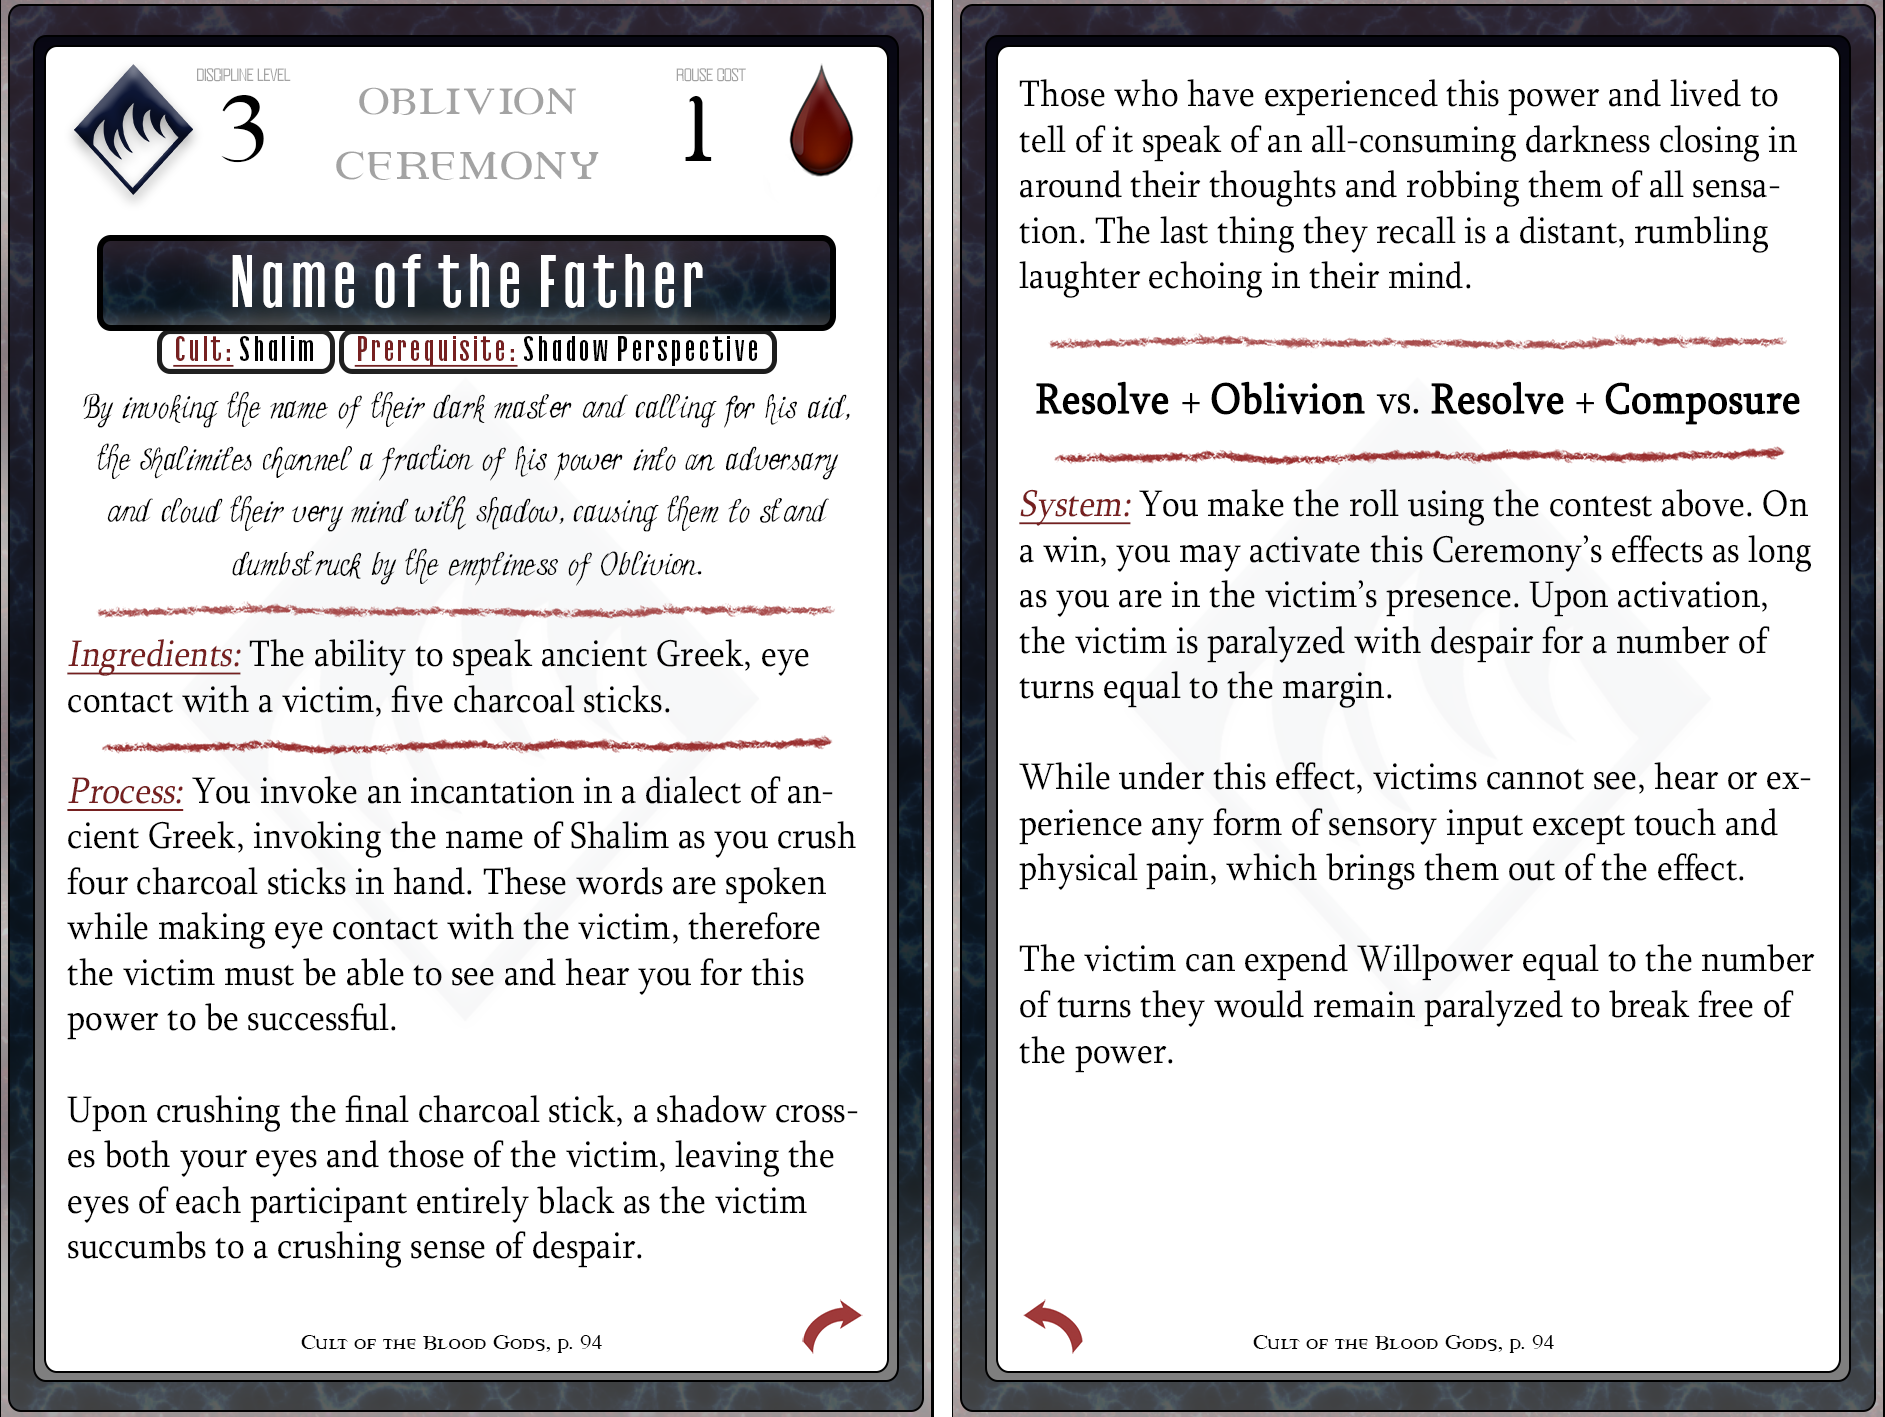 DISCIPLINE LEVEL
3
OBLIVION
CEREMONY
ROUSE COST
1
Name of the Father
Cult: Shalim
Prerequisite: Shadow Perspective
By invoking the name of their dark master and calling for his aid,
the Shalimites channel a fraction of his power into an adversary
and cloud their very mind with shadow, causing them to stand
dumbstruck by the emptiness of Oblivion.
Ingredients: The ability to speak ancient Greek, eye
contact with a victim, five charcoal sticks.
Process: You invoke an incantation in a dialect of an-
cient Greek, invoking the name of Shalim as you crush
four charcoal sticks in hand. These words are spoken
while making eye contact with the victim, therefore
the victim must be able to see and hear you for this
power to be successful.
Upon crushing the final charcoal stick, a shadow cross-
es both your eyes and those of the victim, leaving the
eyes of each participant entirely black as the victim
succumbs to a crushing sense of despair.
Cult of the Blood Gods, p. 94
Those who have experienced this power and lived to
tell of it speak of an all-consuming darkness closing in
around their thoughts and robbing them of all sensa-
tion. The last thing they recall is a distant, rumbling
laughter echoing in their mind.
Resolve + Oblivion vs. Resolve + Composure
System: You make the roll using the contest above. On
a win, you may activate this Ceremony's effects as long
as you are in the victim's presence. Upon activation,
the victim is paralyzed with despair for a number of
turns equal to the margin.
While under this effect, victims cannot see, hear or ex-
perience any form of sensory input except touch and
physical pain, which brings them out of the effect.
The victim can expend Willpower equal to the number
of turns they would remain paralyzed to break free of
the power.
Cult of the Blood Gods, p. 94